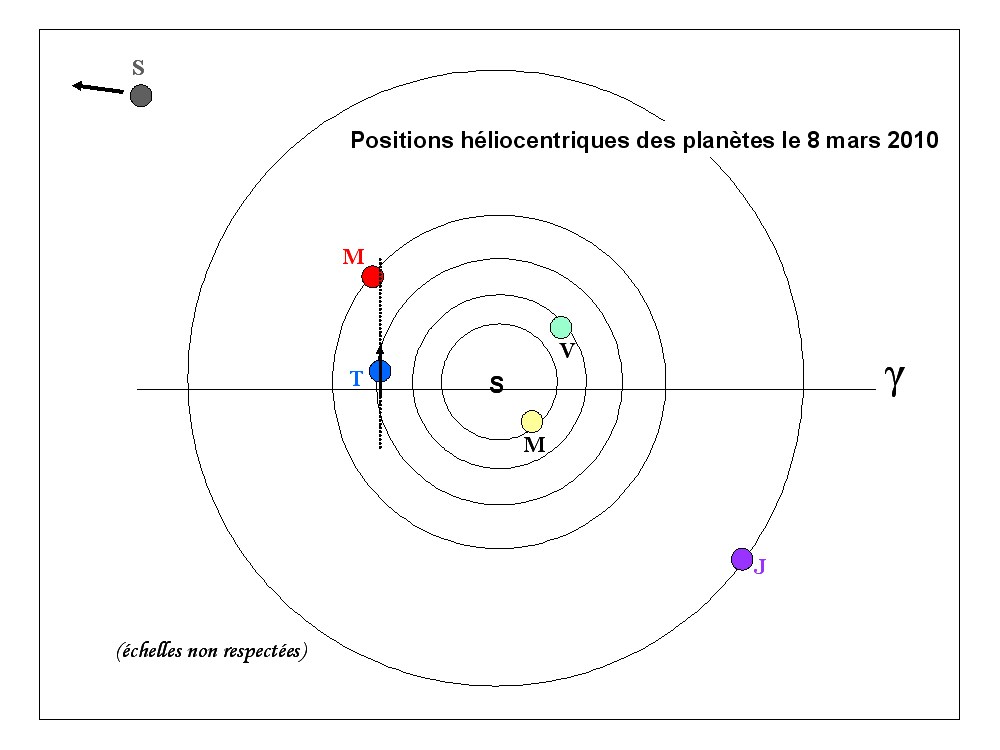 S
Positions héliocentriques des planètes le 8 mars 2010
M
V
T
S
γ
M
J
(échelles non respectées)